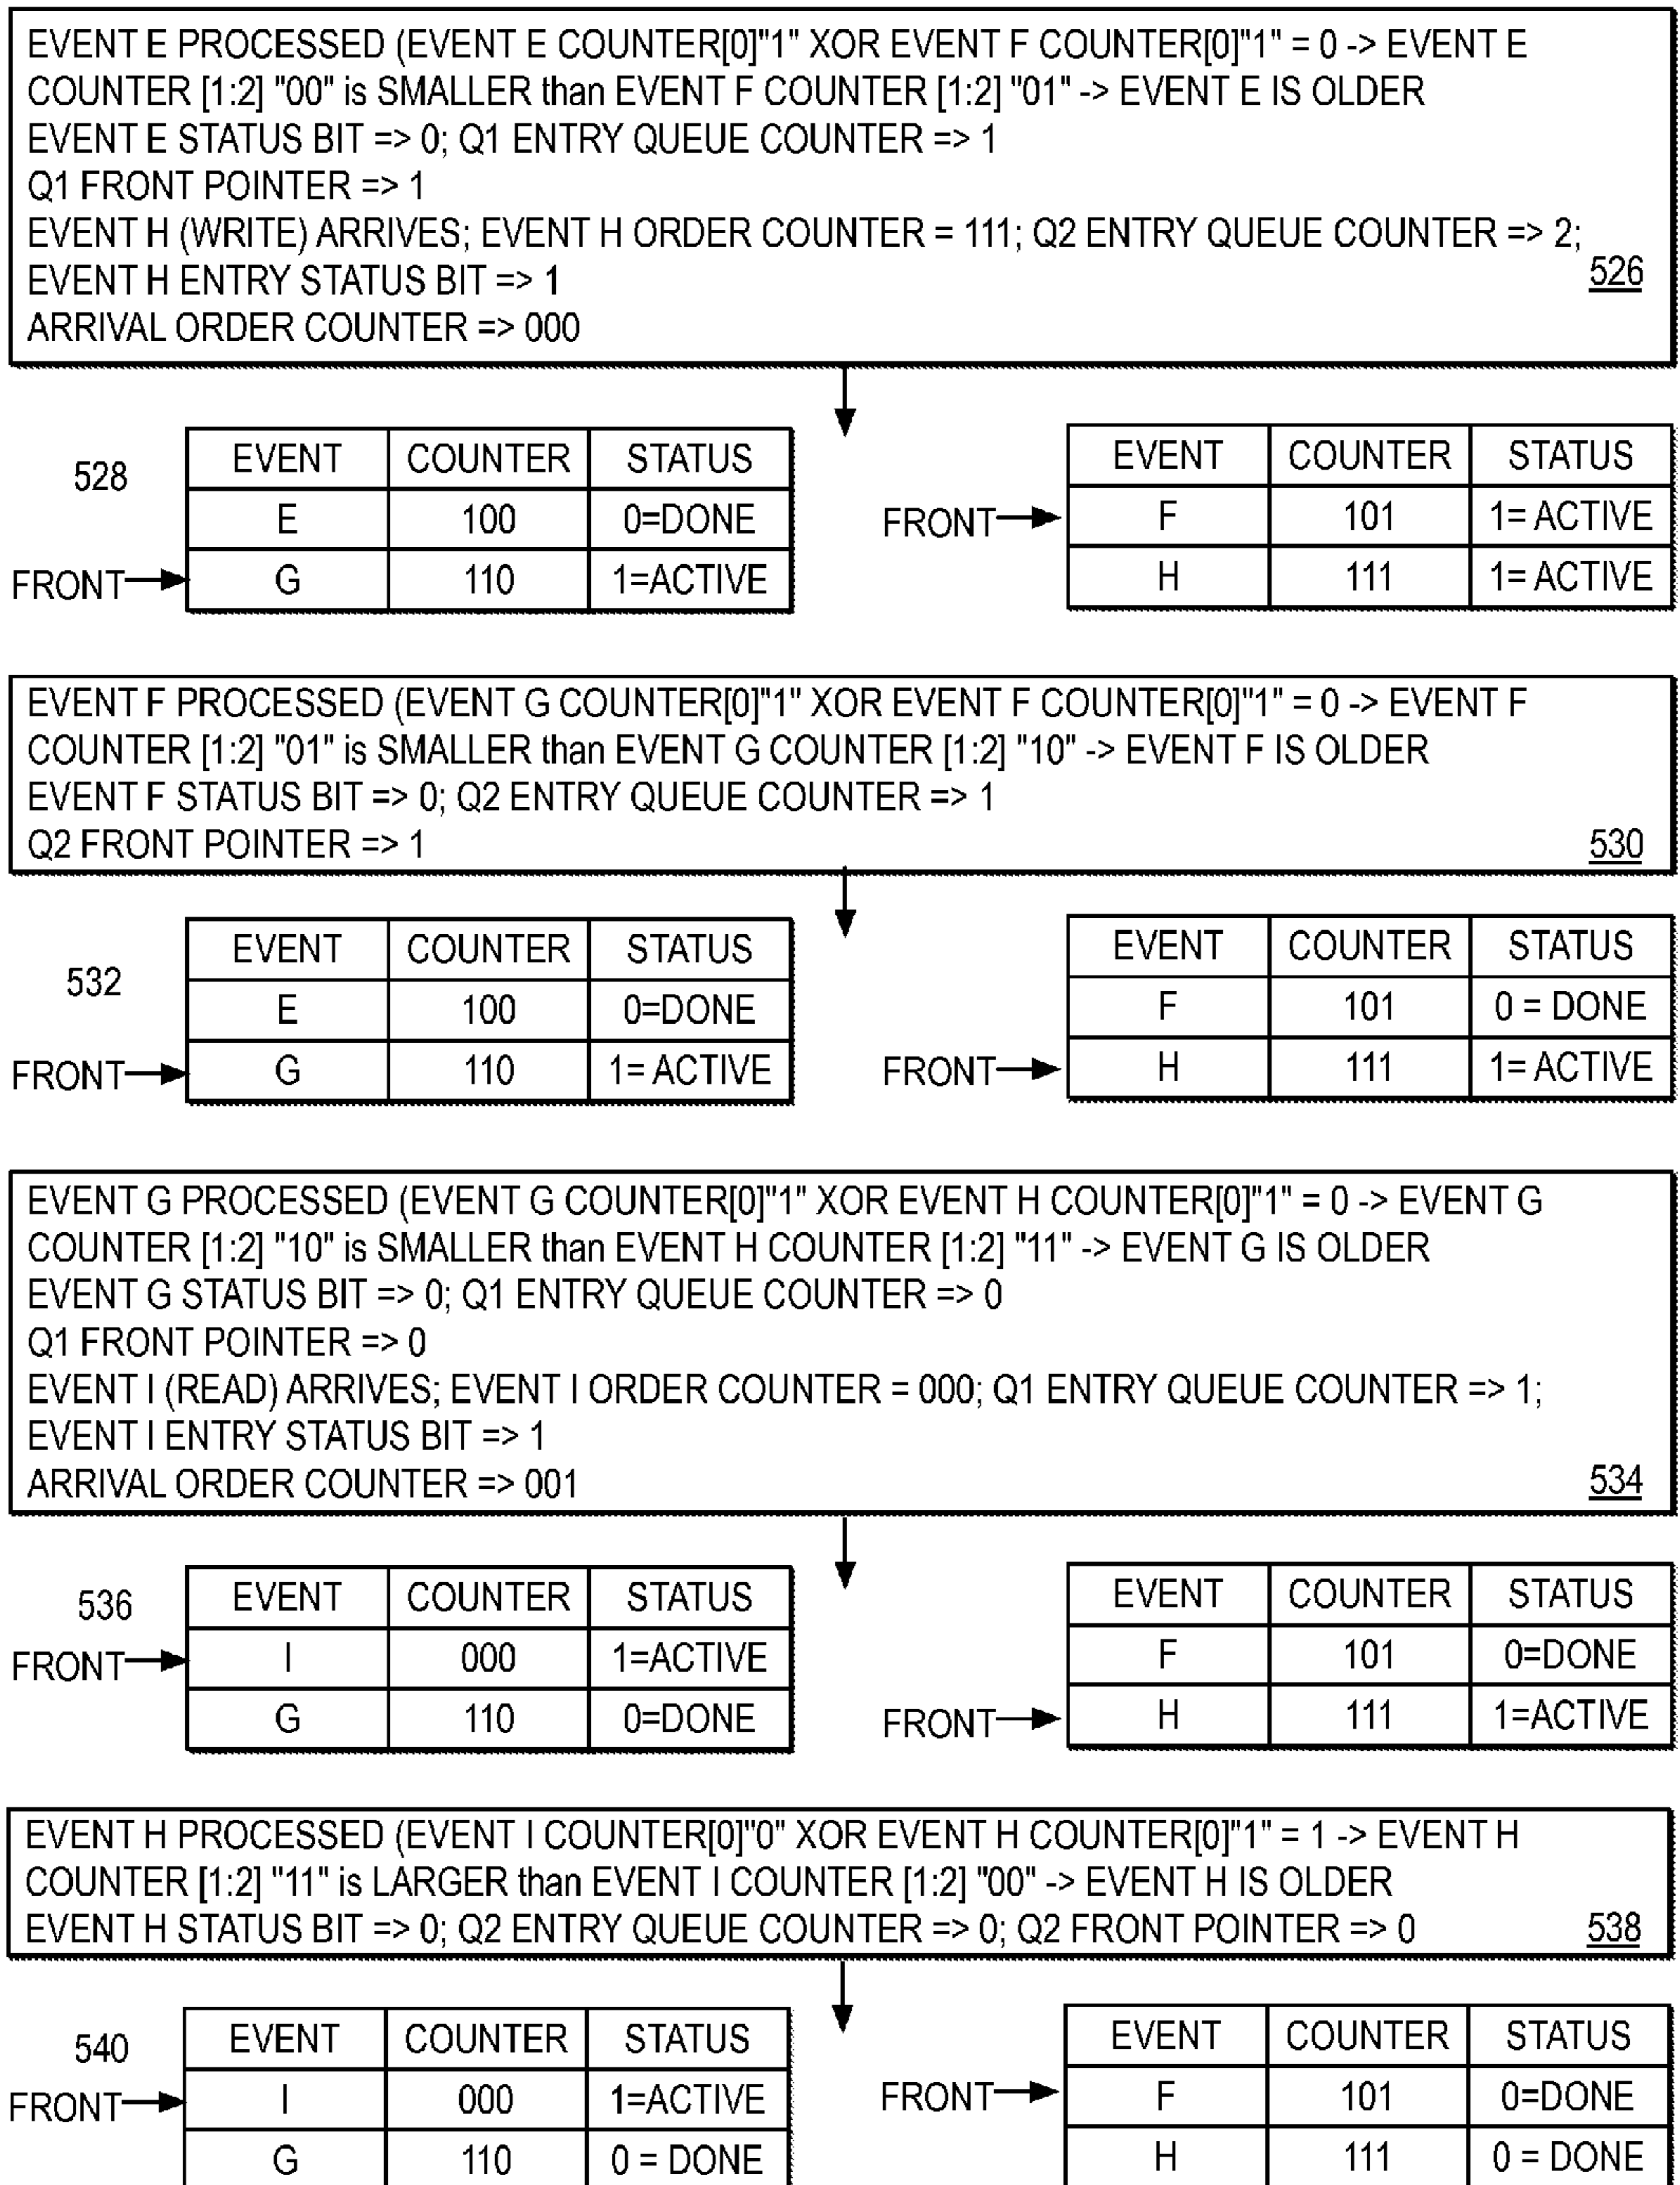 EVENT E PROCESSED (EVENT E COUNTER[0]"1" XOR EVENT F COUNTER[0]"1" = 0 -> EVENT E
COUNTER [1:2] "00" is SMALLER than EVENT F COUNTER [1:2] "01" -> EVENT E IS OLDER
EVENT E STATUS BIT => 0; Q1 ENTRY QUEUE COUNTER => 1
Q1 FRONT POINTER => 1
EVENT H (WRITE) ARRIVES; EVENT H ORDER COUNTER = 111; Q2 ENTRY QUEUE COUNTER => 2;
EVENT H ENTRY STATUS BIT => 1
526
ARRIVAL ORDER COUNTER => 000
528 EVENT COUNTER STATUS EVENT COUNTER STATUS
E 100 0=DONE FRONT F 101 1= ACTIVE
FRONT G 110 1=ACTIVE H 111 1= ACTIVE
EVENT F PROCESSED (EVENT G COUNTER[0]"1" XOR EVENT F COUNTER[0]"1" = 0 -> EVENT F
COUNTER [1:2] "01" is SMALLER than EVENT G COUNTER [1:2] "10" -> EVENT F IS OLDER
EVENT F STATUS BIT => 0; Q2 ENTRY QUEUE COUNTER => 1
Q2 FRONT POINTER => 1 530
532 EVENT COUNTER STATUS EVENT COUNTER STATUS
E 100 0=DONE F 101 0 = DONE
FRONT G 110 1= ACTIVE FRONT H 111 1= ACTIVE
EVENT G PROCESSED (EVENT G COUNTER[0]"1" XOR EVENT H COUNTER[0]"1" = 0 -> EVENT G
COUNTER [1:2] "10" is SMALLER than EVENT H COUNTER [1:2] "11" -> EVENT G IS OLDER
EVENT G STATUS BIT => 0; Q1 ENTRY QUEUE COUNTER => 0
Q1 FRONT POINTER => 0
EVENT I (READ) ARRIVES; EVENT I ORDER COUNTER = 000; Q1 ENTRY QUEUE COUNTER => 1;
EVENT I ENTRY STATUS BIT => 1
ARRIVAL ORDER COUNTER => 001 534
536 EVENT COUNTER STATUS EVENT COUNTER STATUS
FRONT I 000 1=ACTIVE F 101 0=DONE
G 110 0=DONE FRONT H 111 1=ACTIVE
EVENT H PROCESSED (EVENT I COUNTER[0]"0" XOR EVENT H COUNTER[0]"1" = 1 -> EVENT H
COUNTER [1:2] "11" is LARGER than EVENT I COUNTER [1:2] "00" -> EVENT H IS OLDER
EVENT H STATUS BIT => 0; Q2 ENTRY QUEUE COUNTER => 0; Q2 FRONT POINTER => 0 538
540 EVENT COUNTER STATUS EVENT COUNTER STATUS
FRONT I 000 1=ACTIVE FRONT F 101 0=DONE
G 110 0 = DONE H 111 0 = DONE